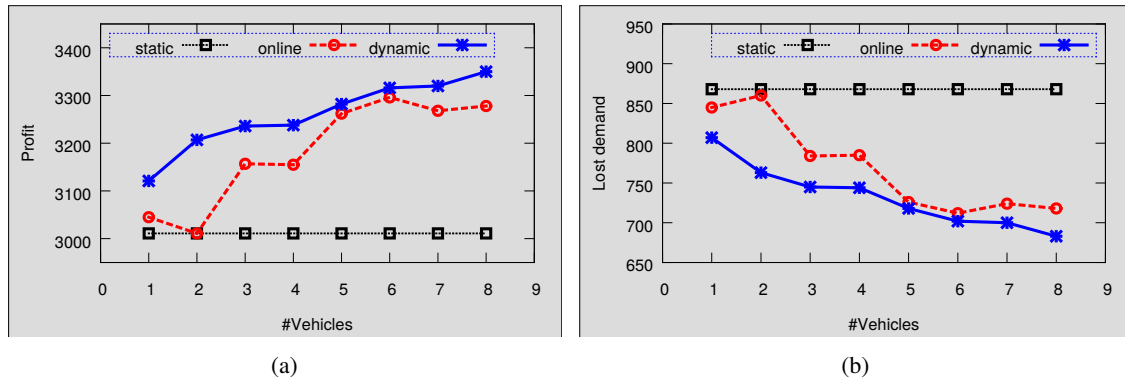 3400
3300
3200
3100
3000
Profit
static online dynamic
0 1 2 3 4 5 6 7 8 9
#Vehicles
(a)
950
900
850
800
750
700
650
Lost demand
static online dynamic
0 1 2 3 4 5 6 7 8 9
#Vehicles
(b)